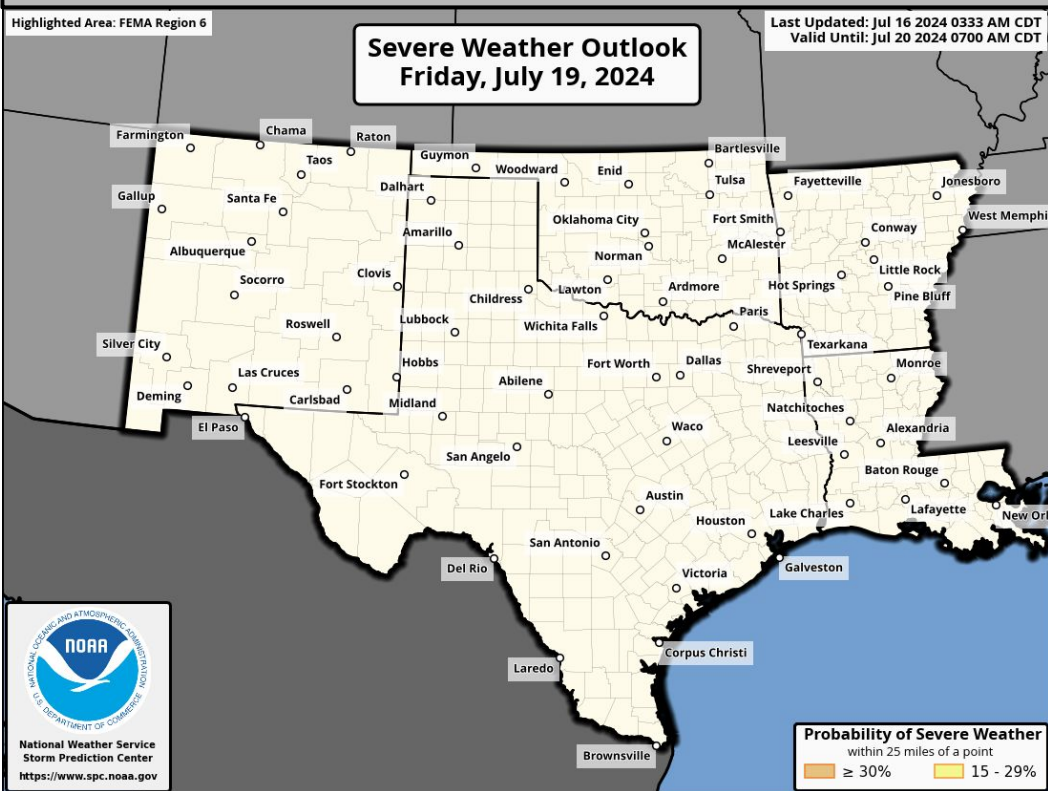 Highlighted Area: FEMA Region 6
Last Updated: Jul 16 2024 0333 AM CDT
Valid Until: Jul 20 2024 0700 AM CDT
Severe Weather Outlook
Friday, July 19, 2024
Farmington
Chama
Raton
Taos
Guymon
Woodward
Enid
Bartlesville
Tulsa
Fayetteville
Jonesboro
Gallup
Santa Fe
Dalhart
Oklahoma City
Fort Smith
West Memphi
Albuquerque
Amarillo
Norman
McAlester
Conway
Socorro
Clovis
Childress
Lawton
Ardmore
Hot Springs
Little Rock
Pine Bluff
Roswell
Lubbock
Wichita Falls
Paris
Texarkana
Silver City
Las Cruces
Hobbs
Abilene
Fort Worth
Dallas
Shreveport
Monroe
Deming
Carlsbad
Midland
Natchitoches
El Paso
San Angelo
Waco
Leesville
Alexandria
Fort Stockton
Baton Rouge
Austin
Houston
Lake Charles
Lafayette
New Orl
San Antonio
Del Rio
Victoria
Galveston
Laredo
Corpus Christi
Brownsville
NATIONAL OCEANIC AND ATMOSPHERIC ADMINISTRATION
NOAA
U.S. DEPARTMENT OF COMMERCE
National Weather Service
Storm Prediction Center
https://www.spc.noaa.gov
Probability of Severe Weather
within 25 miles of a point
≥ 30%
15 - 29%